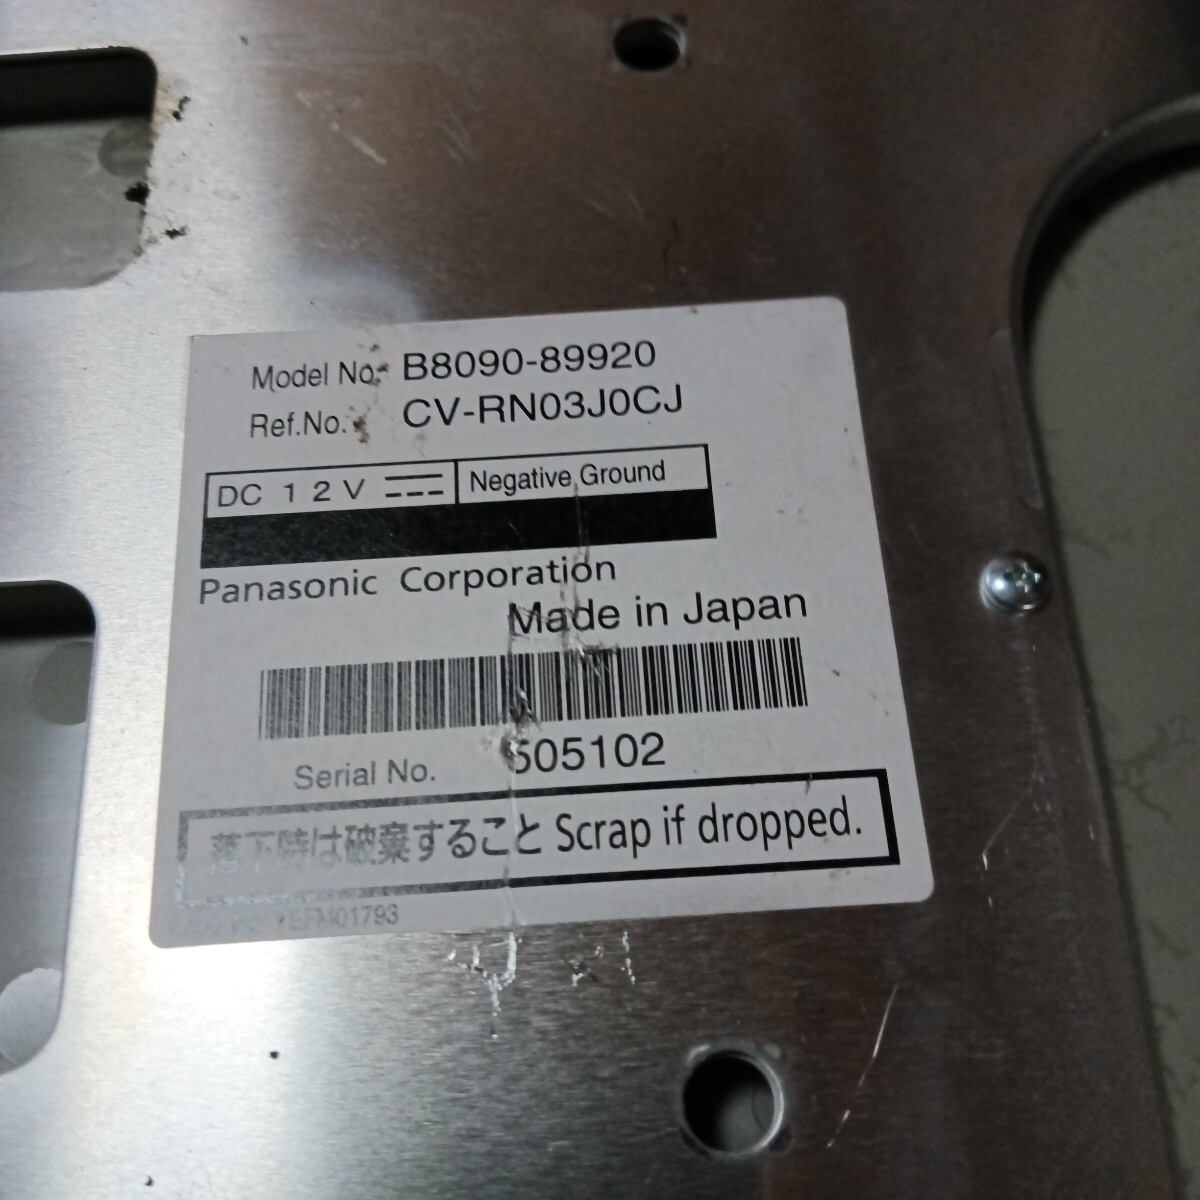 Model No. B8090-89920
Ref.No. CV-RN03J0CJ
DC 12V Negative Ground
Panasonic Corporation
Made in Japan
Serial No. 505102
落下時は破棄すること Scrap if dropped.
YEFM01793